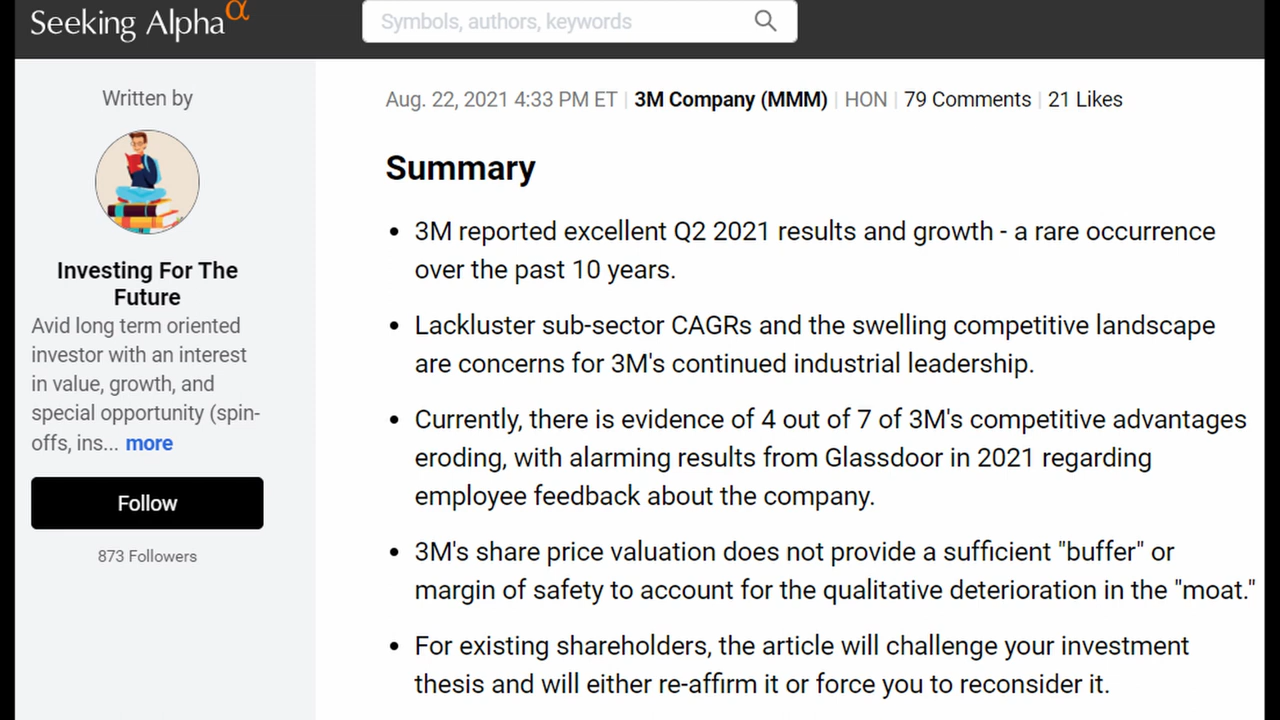 Seeking Alpha α
Symbols, authors, keywords
Written by
Investing For The
Future
Avid long term oriented
investor with an interest
in value, growth, and
special opportunity (spin-
offs, ins... more
Follow
873 Followers
Aug. 22, 2021 4:33 PM ET | 3M Company (MMM) | HON | 79 Comments | 21 Likes
Summary
• 3M reported excellent Q2 2021 results and growth - a rare occurrence
over the past 10 years.
• Lackluster sub-sector CAGRs and the swelling competitive landscape
are concerns for 3M's continued industrial leadership.
• Currently, there is evidence of 4 out of 7 of 3M's competitive advantages
eroding, with alarming results from Glassdoor in 2021 regarding
employee feedback about the company.
• 3M's share price valuation does not provide a sufficient "buffer" or
margin of safety to account for the qualitative deterioration in the "moat."
• For existing shareholders, the article will challenge your investment
thesis and will either re-affirm it or force you to reconsider it.